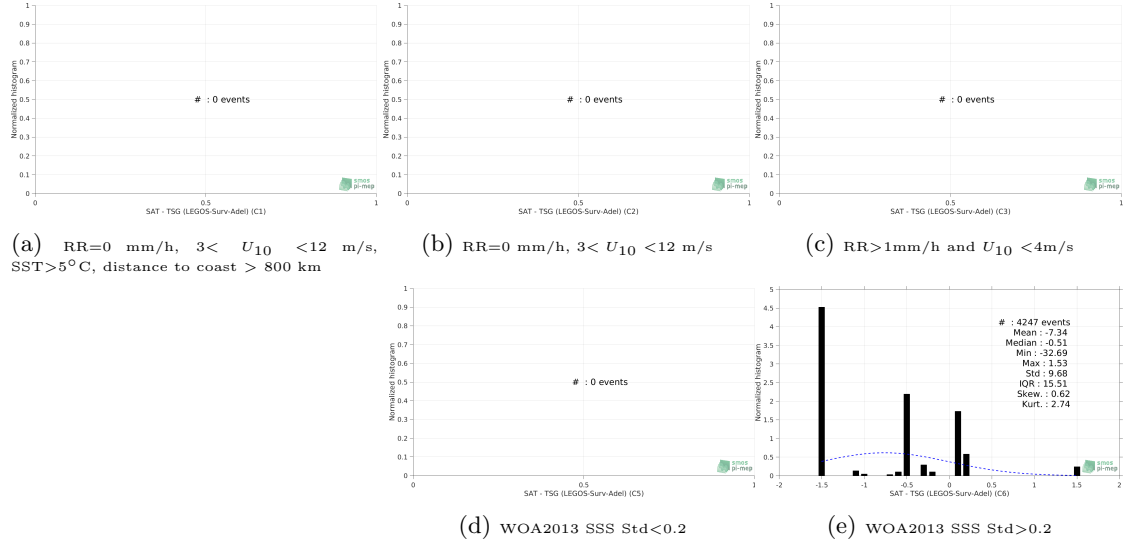 1
0.9
0.8
0.7
0.6
0.5
0.4
0.3
0.2
0.1
0
Normalized histogram
# : 0 events
smos
pi-mep
0 0.5 1
SAT - TSG (LEGOS-Surv-Adel) (C1)
1
0.9
0.8
0.7
0.6
0.5
0.4
0.3
0.2
0.1
0
Normalized histogram
# : 0 events
smos
pi-mep
0 0.5 1
SAT - TSG (LEGOS-Surv-Adel) (C2)
1
0.9
0.8
0.7
0.6
0.5
0.4
0.3
0.2
0.1
0
Normalized histogram
# : 0 events
smos
pi-mep
0 0.5 1
SAT - TSG (LEGOS-Surv-Adel) (C3)
(a) RR=0 mm/h, 3< U10 <12 m/s,
SST>5°C, distance to coast > 800 km
(b) RR=0 mm/h, 3< U10 <12 m/s
(c) RR>1mm/h and U10 <4m/s
1
0.9
0.8
0.7
0.6
0.5
0.4
0.3
0.2
0.1
0
Normalized histogram
# : 0 events
smos
pi-mep
0 0.5 1
SAT - TSG (LEGOS-Surv-Adel) (C5)
5
4.5
4
3.5
3
2.5
2
1.5
1
0.5
0
Normalized histogram
# : 4247 events
Mean : -7.34
Median : -0.51
Min : -32.69
Max : 1.53
Std : 9.68
IQR : 15.51
Skew. : 0.62
Kurt. : 2.74
smos
pi-mep
-2 -1.5 -1 -0.5 0 0.5 1 1.5 2
SAT - TSG (LEGOS-Surv-Adel) (C6)
(d) WOA2013 SSS Std<0.2
(e) WOA2013 SSS Std>0.2